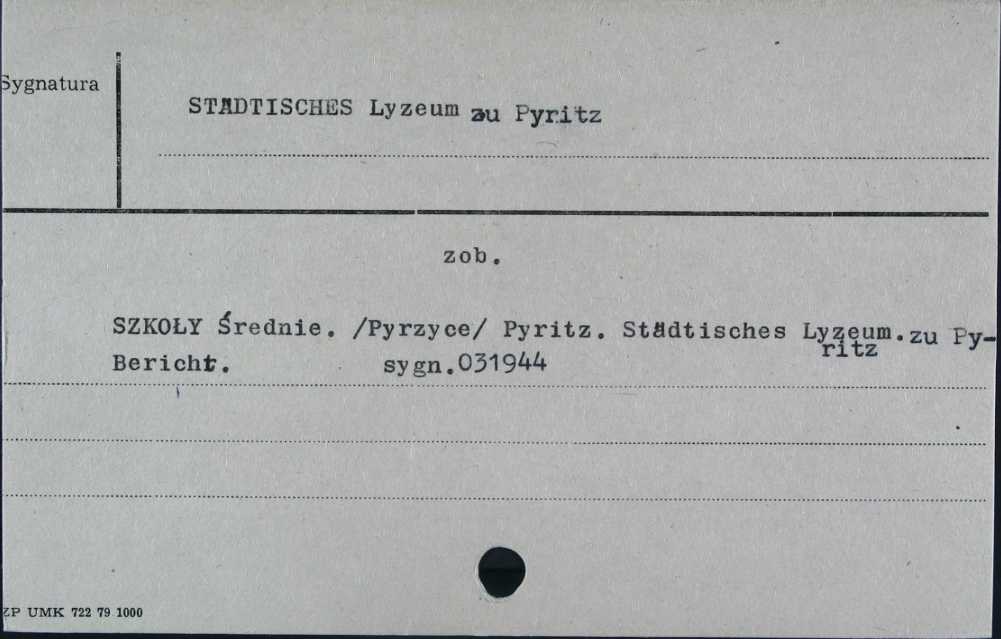 Sygnatura
STÄDTISCHES Lyzeum zu Pyritz
zob.
SZKOŁY Średnie. /Pyrzyce/ Pyritz. Städtisches Lyzeum.zu Py-
ritz
Bericht. sygn.031944
ZP UMK 722 79 1000